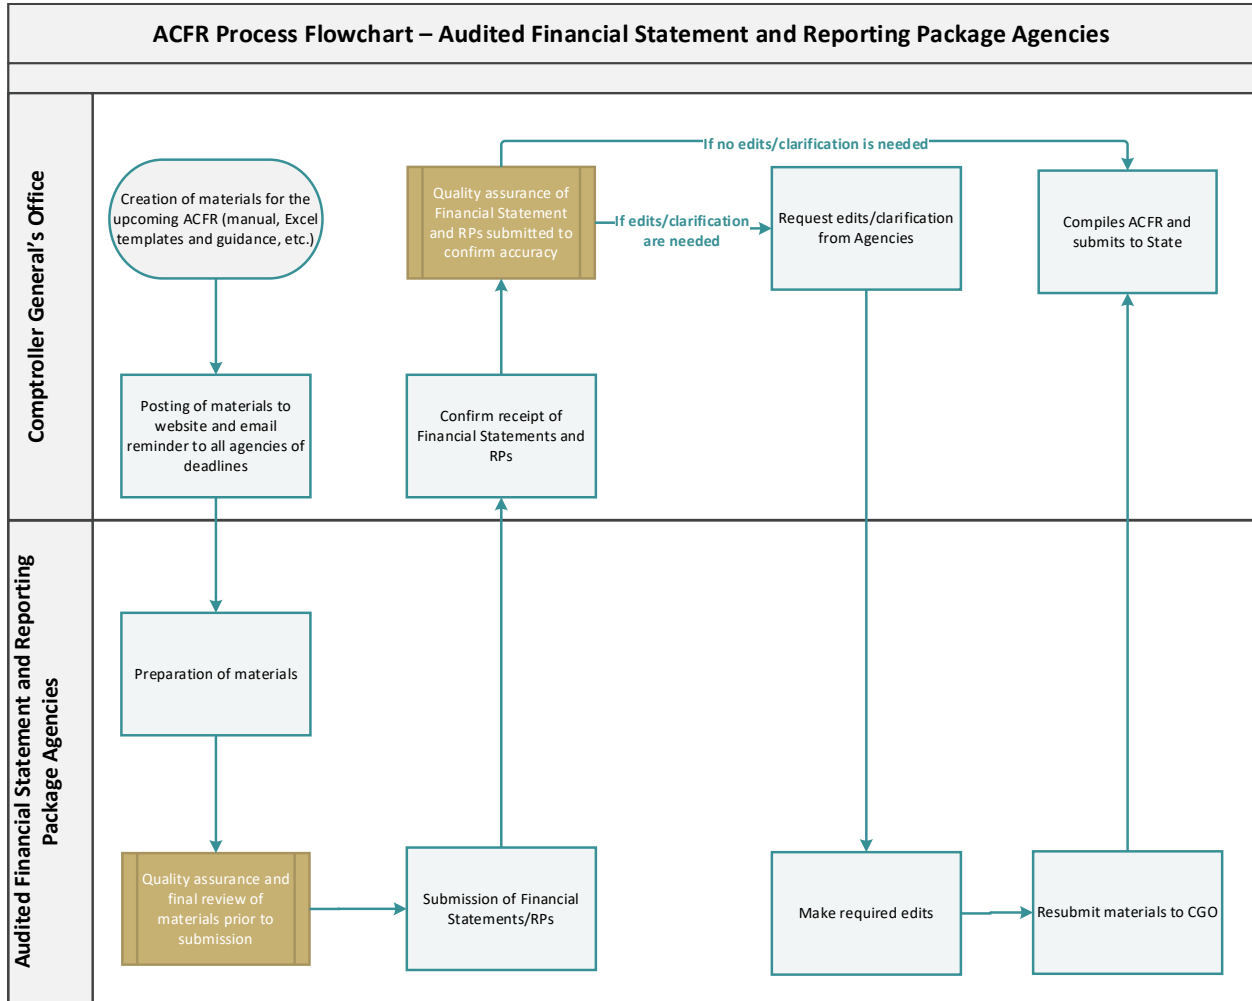 ACFR Process Flowchart – Audited Financial Statement and Reporting Package Agencies
Comptroller General's Office
Creation of materials for the
upcoming ACFR (manual, Excel
templates and guidance, etc.)
Posting of materials to
website and email
reminder to all agencies of
deadlines
Quality assurance of
Financial Statement
and RPs submitted to
confirm accuracy
Confirm receipt of
Financial Statements and
RPs
If no edits/clarification is needed
If edits/clarification
are needed
Request edits/clarification
from Agencies
Compiles ACFR and
submits to State
Audited Financial Statement and Reporting
Package Agencies
Preparation of materials
Quality assurance and
final review of
materials prior to
submission
Submission of Financial
Statements/RPs
Make required edits
Resubmit materials to CGO